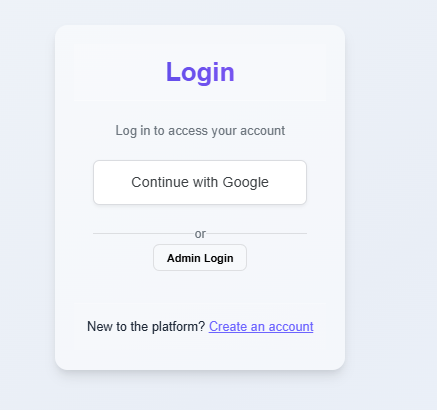 Login
Log in to access your account
Continue with Google
or
Admin Login
New to the platform? Create an account